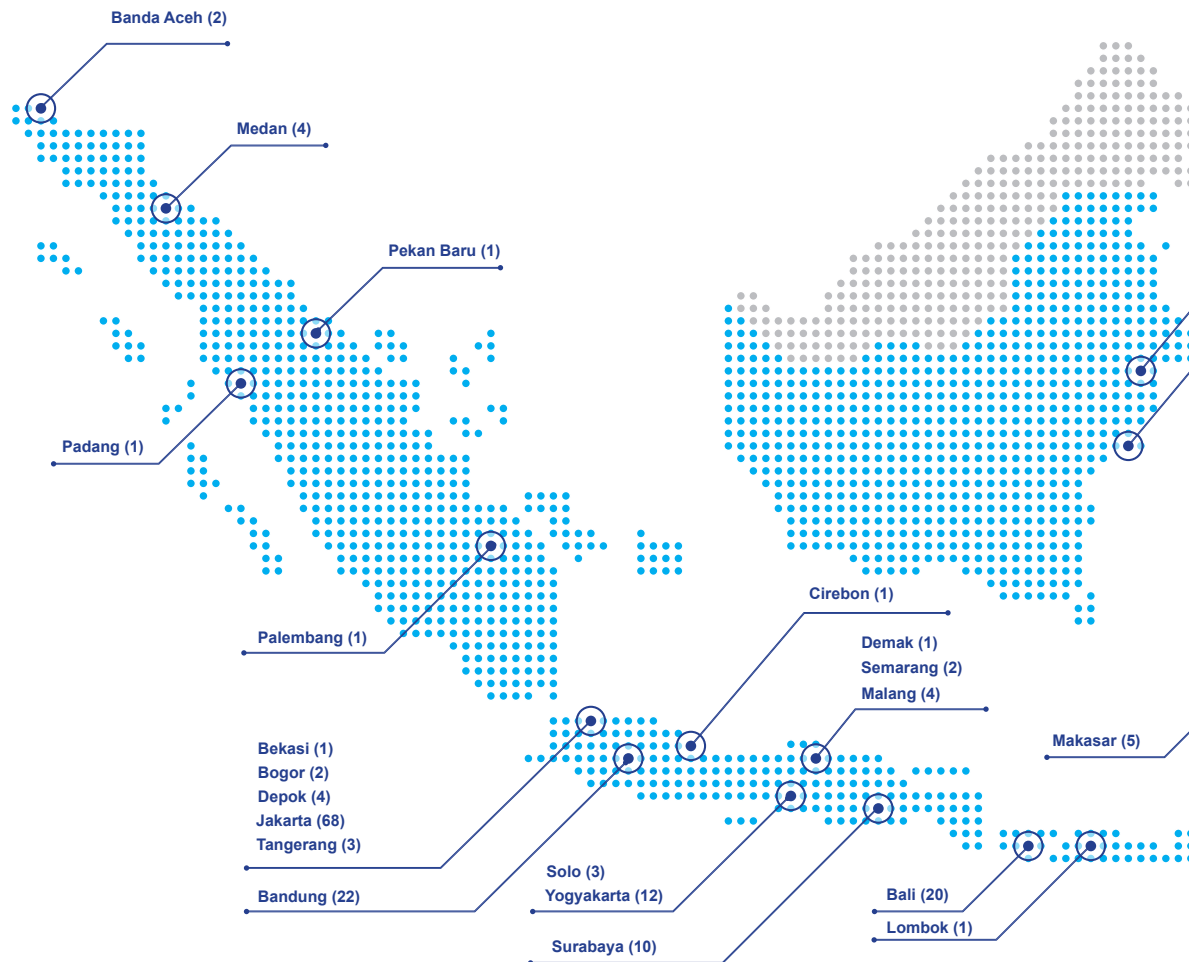 Banda Aceh (2)
Medan (4)
Pekan Baru (1)
Padang (1)
Palembang (1)
Cirebon (1)
Demak (1)
Semarang (2)
Malang (4)
Makasar (5)
Bekasi (1)
Bogor (2)
Depok (4)
Jakarta (68)
Tangerang (3)
Bandung (22)
Solo (3)
Yogyakarta (12)
Surabaya (10)
Bali (20)
Lombok (1)